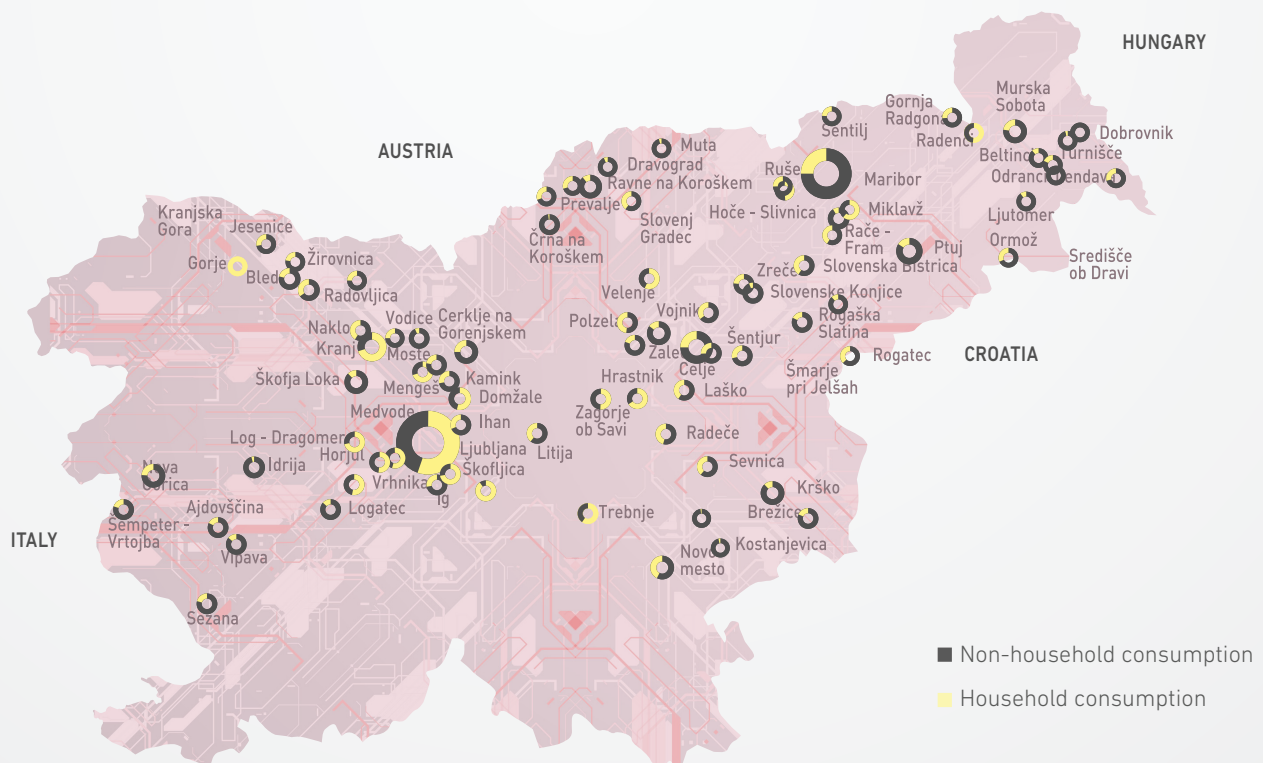 HUNGARY
AUSTRIA
Murska
Sobota
Gornja
Radgona
Radenci
Sentilj
Dobrovnik
Turnišče
Beltinci
Odranci
Lendava
Muta
Dravograd
Ravne na Koroškem
Prevalje
Ruše
Maribor
Hoče - Slivnica
Miklavž
Ljutomer
Slovenj
Gradec
Črna na
Koroškem
Rače -
Fram
Ptuj
Ormož
Središče
ob Dravi
Kranjska
Gora
Jesenice
Gorje
Žirovnica
Bled
Radovljica
Velenje
Zreče
Slovenska Bistrica
Slovenske Konjice
Vojnik
Polzela
Rogaška
Slatina
Vodice
Cerklje na
Gorenjskem
Naklo
Kranj
Moste
Šentjur
Celje
Rogatec
CROATIA
Šmarje
pri Jelšah
Škofja Loka
Mengeš
Kamink
Domžale
Hrastnik
Laško
Zagorje
ob Savi
Medvode
Ihan
Litija
Radeče
Log - Dragomer
Horjul
Ljubljana
Škofljica
Nova
Gorica
Idrija
Vrhnika
Ig
Sevnica
Krško
Brežice
Ajdovščina
Logatec
Trebnje
ITALY
Šempeter -
Vrtojba
Vipava
Kostanjevica
Novo
mesto
Sežana
Non-household consumption
Household consumption